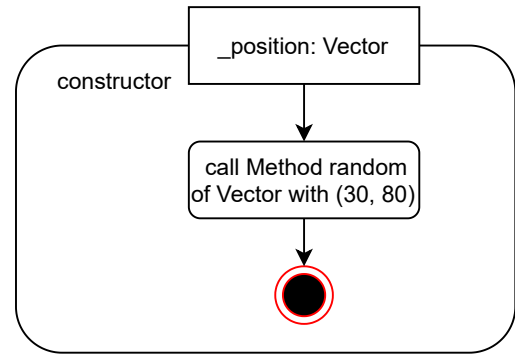 _position: Vector
constructor
call Method random
of Vector with (30, 80)